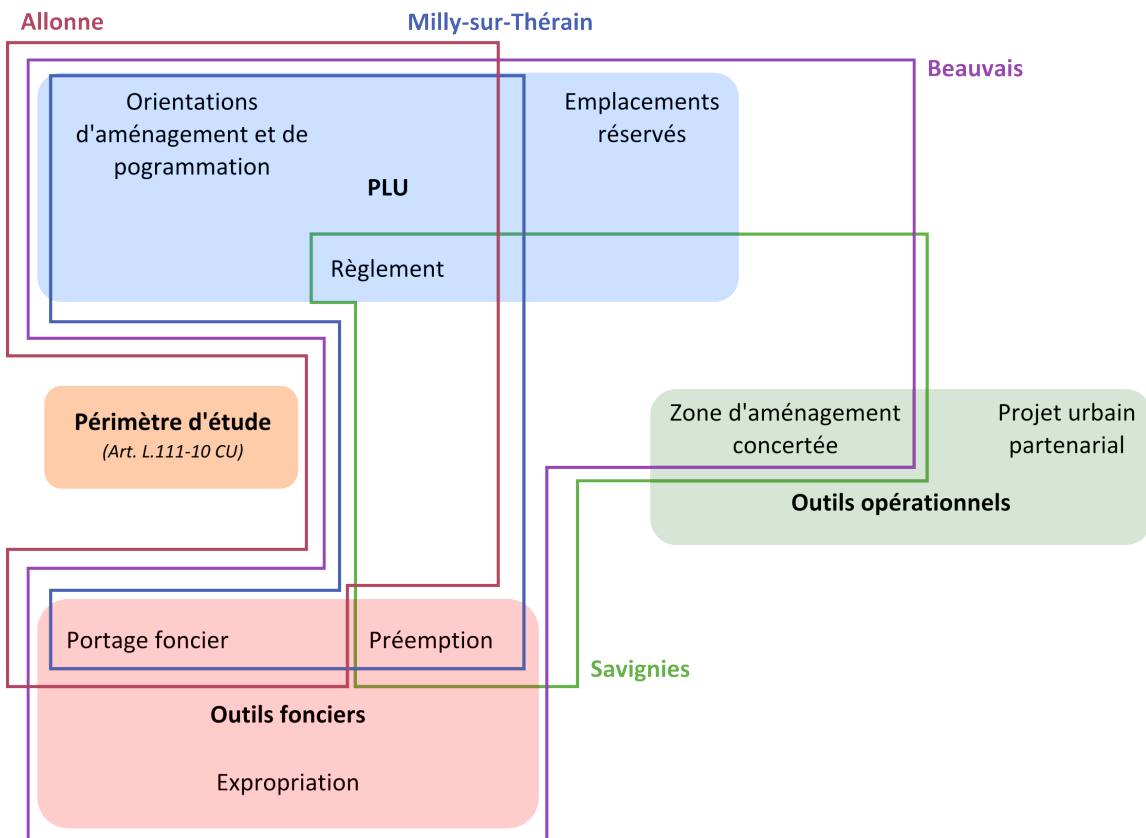 Allonne
Milly-sur-Thérain
Beauvais
Orientations
d'aménagement et de
pogrammation
Emplacements
réservés
PLU
Règlement
Périmètre d'étude
(Art. L.111-10 CU)
Zone d'aménagement
concertée
Projet urbain
partenarial
Outils opérationnels
Portage foncier
Préemption
Savignies
Outils fonciers
Expropriation